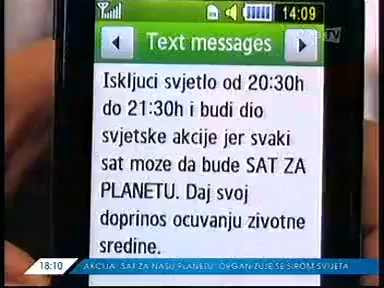 14:09
Text messages
Iskljuci svjetlo od 20:30h
do 21:30h i budi dio
svjetske akcije jer svaki
sat moze da bude SAT ZA
PLANETU. Daj svoj
doprinos ocuvanju zivotne
sredine.
18:10 AKCIJA "SAT ZA NAŠU PLANETU" ORGANIZUJE SE ŠIROM SVIJETA